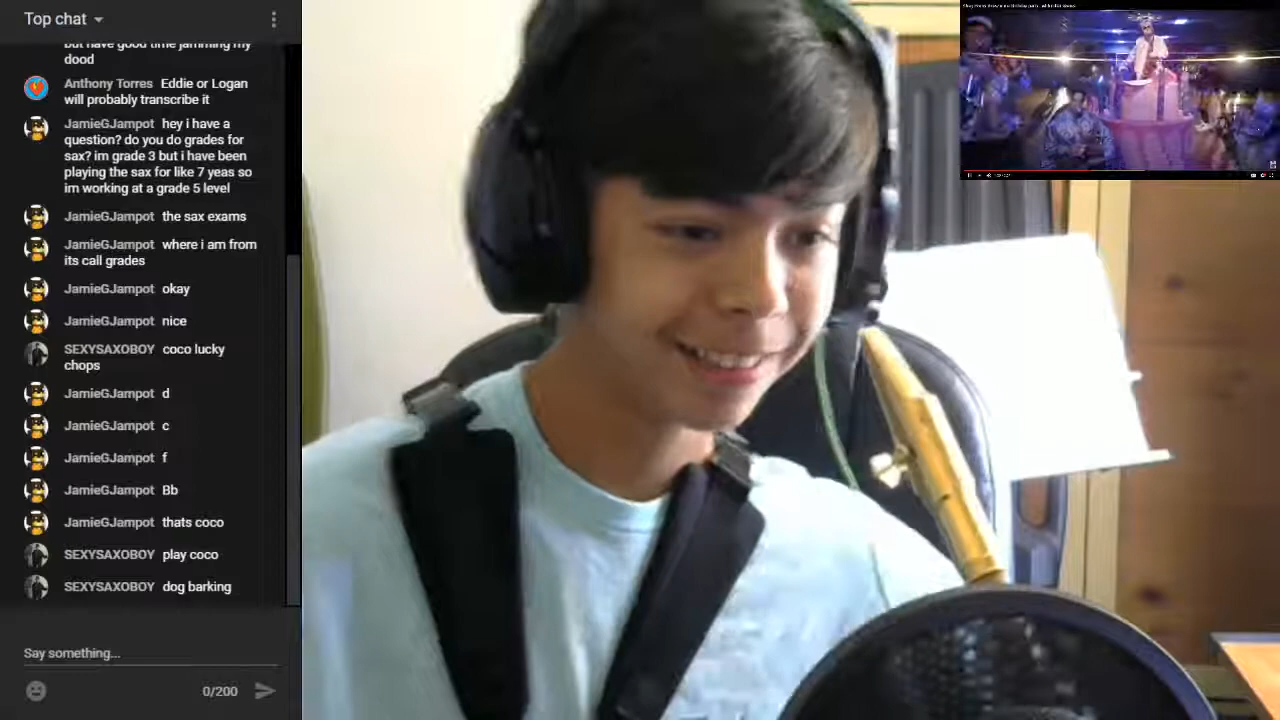 Top chat
but have good time jamming my
dood
Anthony Torres Eddie or Logan
will probably transcribe it
JamieGJampot hey i have a
question? do you do grades for
sax? im grade 3 but i have been
playing the sax for like 7 yeas so
im working at a grade 5 level
JamieGJampot the sax exams
JamieGJampot where i am from
its call grades
JamieGJampot okay
JamieGJampot nice
SEXYSAXOBOY coco lucky
chops
JamieGJampot d
JamieGJampot c
JamieGJampot f
JamieGJampot Bb
JamieGJampot thats coco
SEXYSAXOBOY play coco
SEXYSAXOBOY dog barking
Say something...
0/200